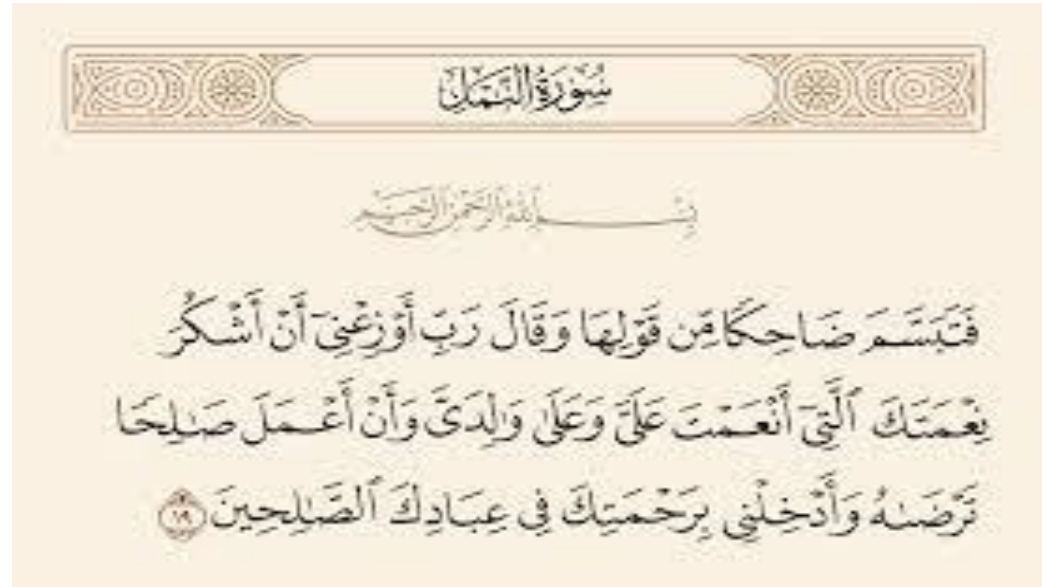 سُورَةُ النَّمْلِ
بِسْمِ ٱللَّهِ ٱلرَّحْمَٰنِ ٱلرَّحِيمِ
فَتَبَسَّمَ ضَاحِكًا مِّن قَوْلِهَا وَقَالَ رَبِّ أَوْزِعْنِىٓ أَنْ أَشْكُرَ
نِعْمَتَكَ ٱلَّتِىٓ أَنْعَمْتَ عَلَىَّ وَعَلَىٰ وَٰلِدَىَّ وَأَنْ أَعْمَلَ صَٰلِحًا
تَرْضَىٰهُ وَأَدْخِلْنِى بِرَحْمَتِكَ فِى عِبَادِكَ ٱلصَّٰلِحِينَ ١٩